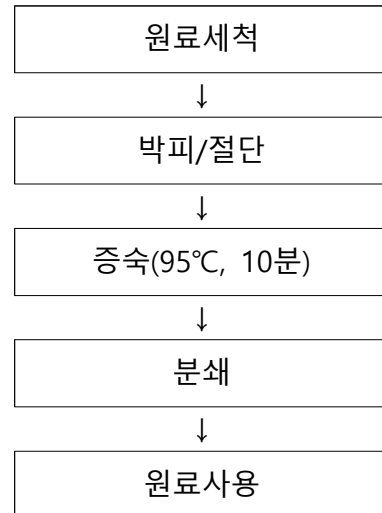 원료세척
↓
박피/절단
↓
증숙(95℃, 10분)
↓
분쇄
↓
원료사용